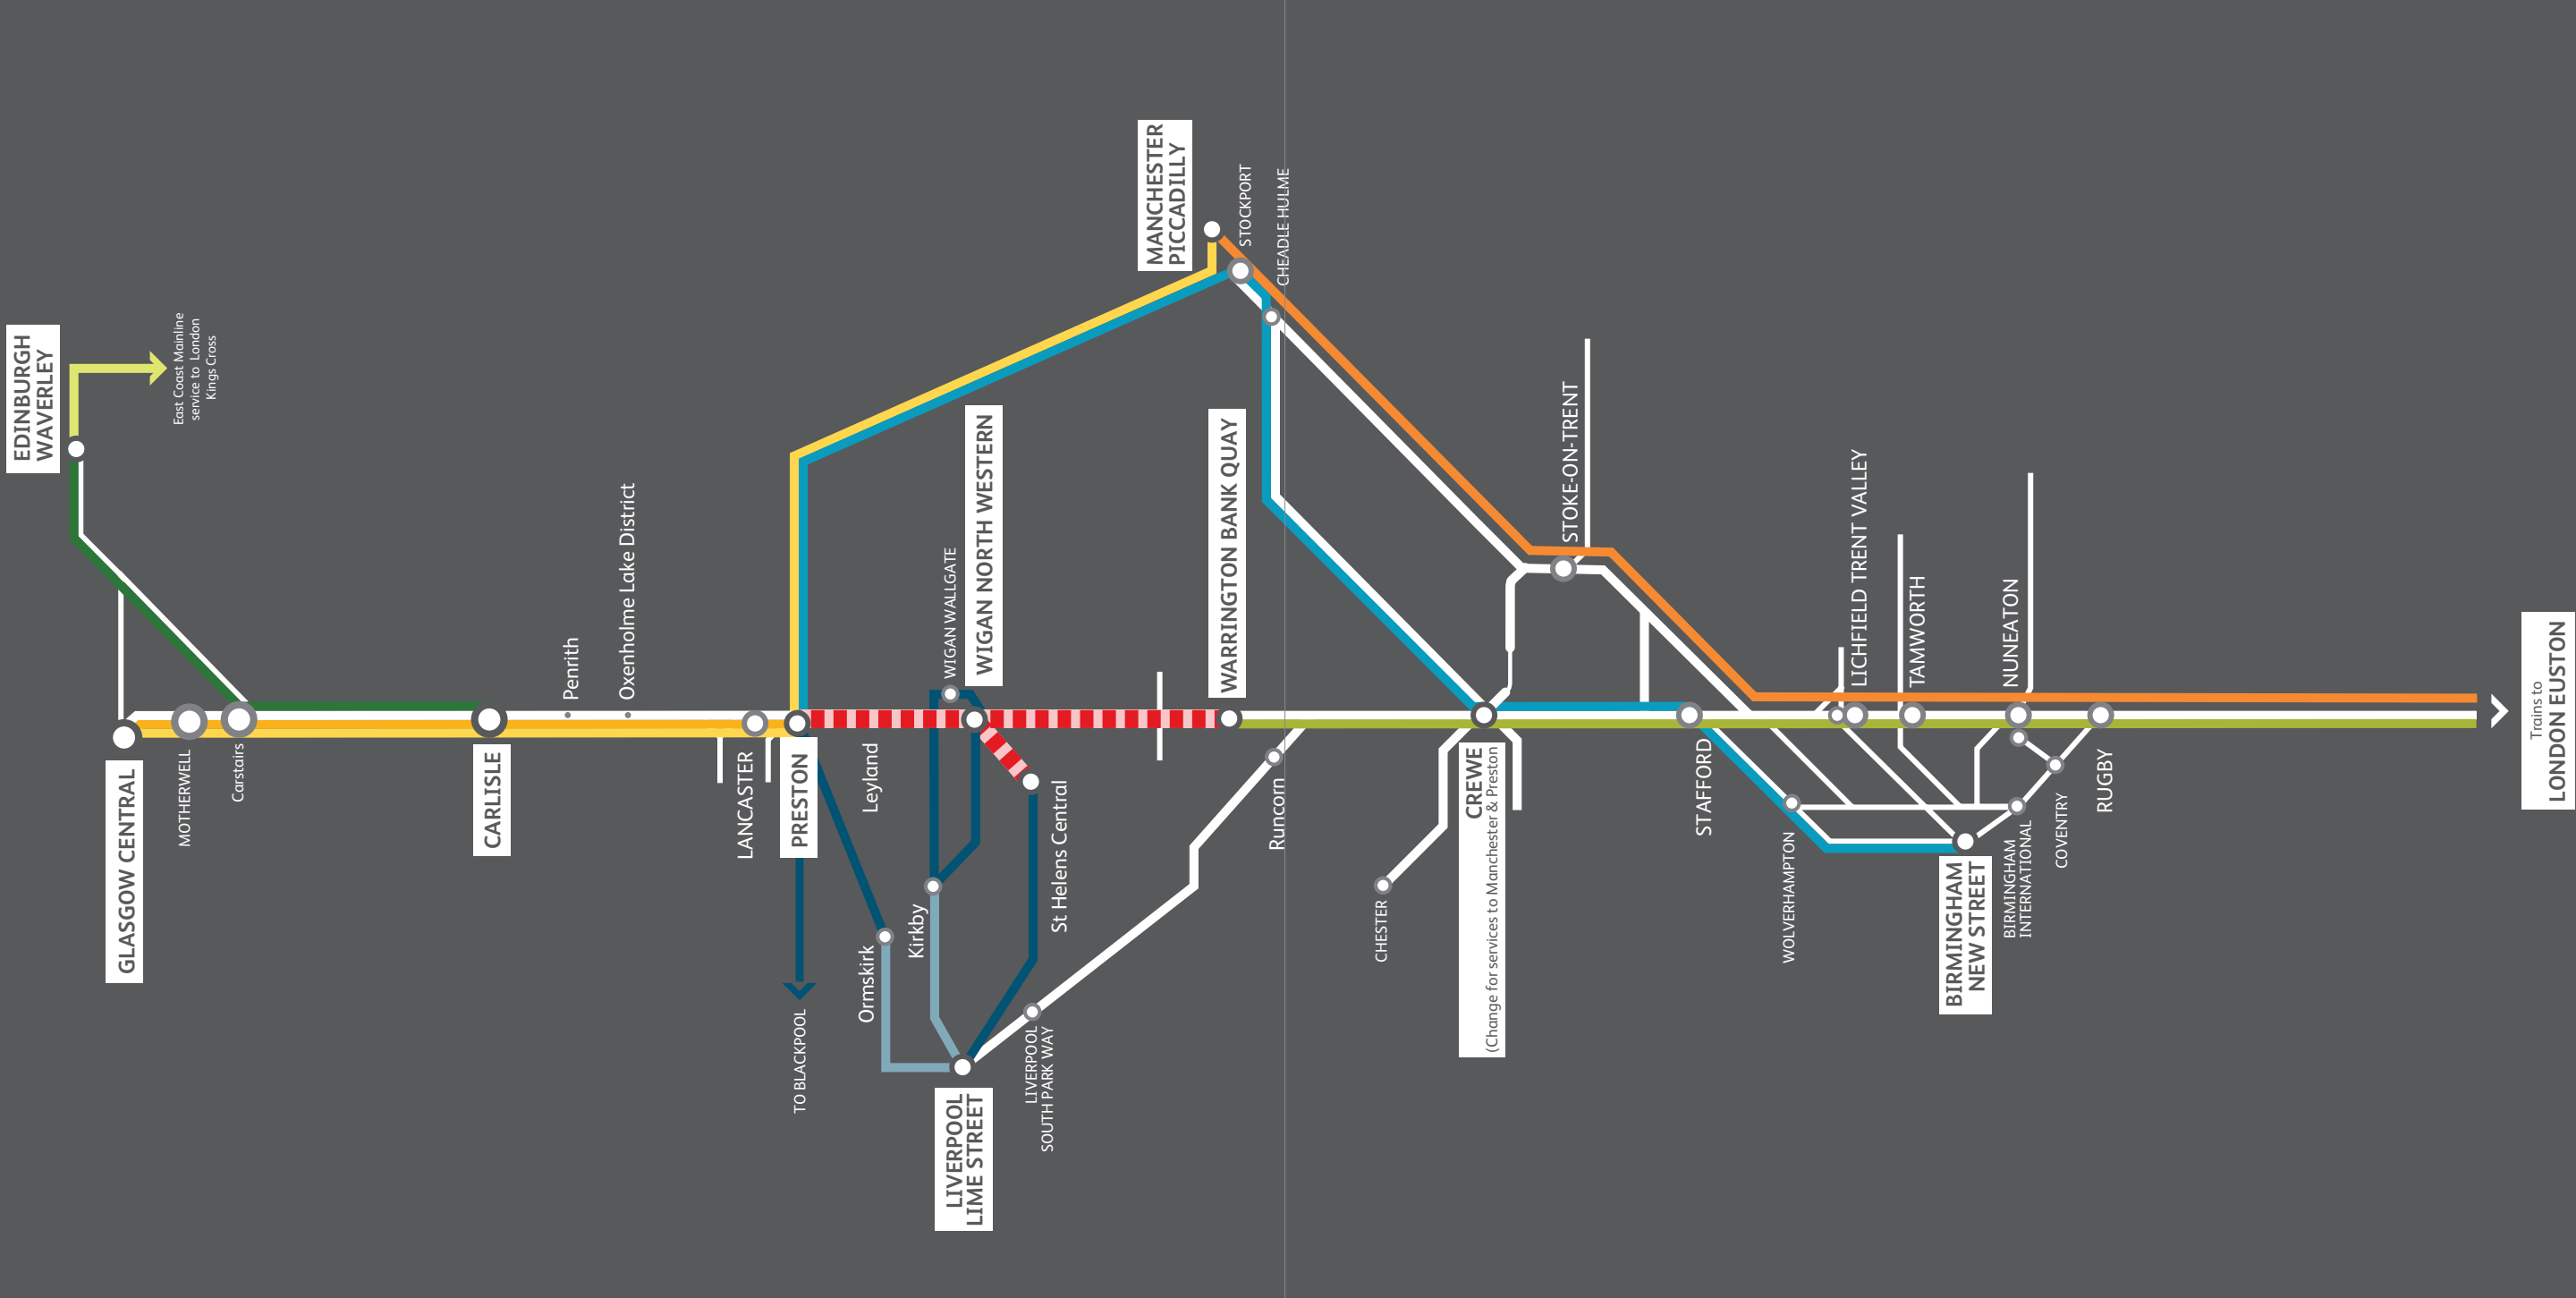 EDINBURGH
WAVERLEY
East Coast Mainline
service to London
Kings Cross
GLASGOW CENTRAL
MOTHERWELL
Carstairs
CARLISLE
Penrith
Oxenholme Lake District
LANCASTER
PRESTON
TO BLACKPOOL
Leyland
Ormskirk
Kirkby
WIGAN WALLGATE
WIGAN NORTH WESTERN
St Helens Central
LIVERPOOL
LIME STREET
LIVERPOOL
SOUTH PARK WAY
MANCHESTER
PICCADILLY
STOCKPORT
CHEADLE HULME
WARRINGTON BANK QUAY
Runcorn
CHESTER
CREWE
(Change for services to Manchester & Preston
STOKE-ON-TRENT
STAFFORD
WOLVERHAMPTON
LICHFIELD TRENT VALLEY
TAMWORTH
BIRMINGHAM
NEW STREET
BIRMINGHAM
INTERNATIONAL
NUNEATON
COVENTRY
RUGBY
Trains to
LONDON EUSTON